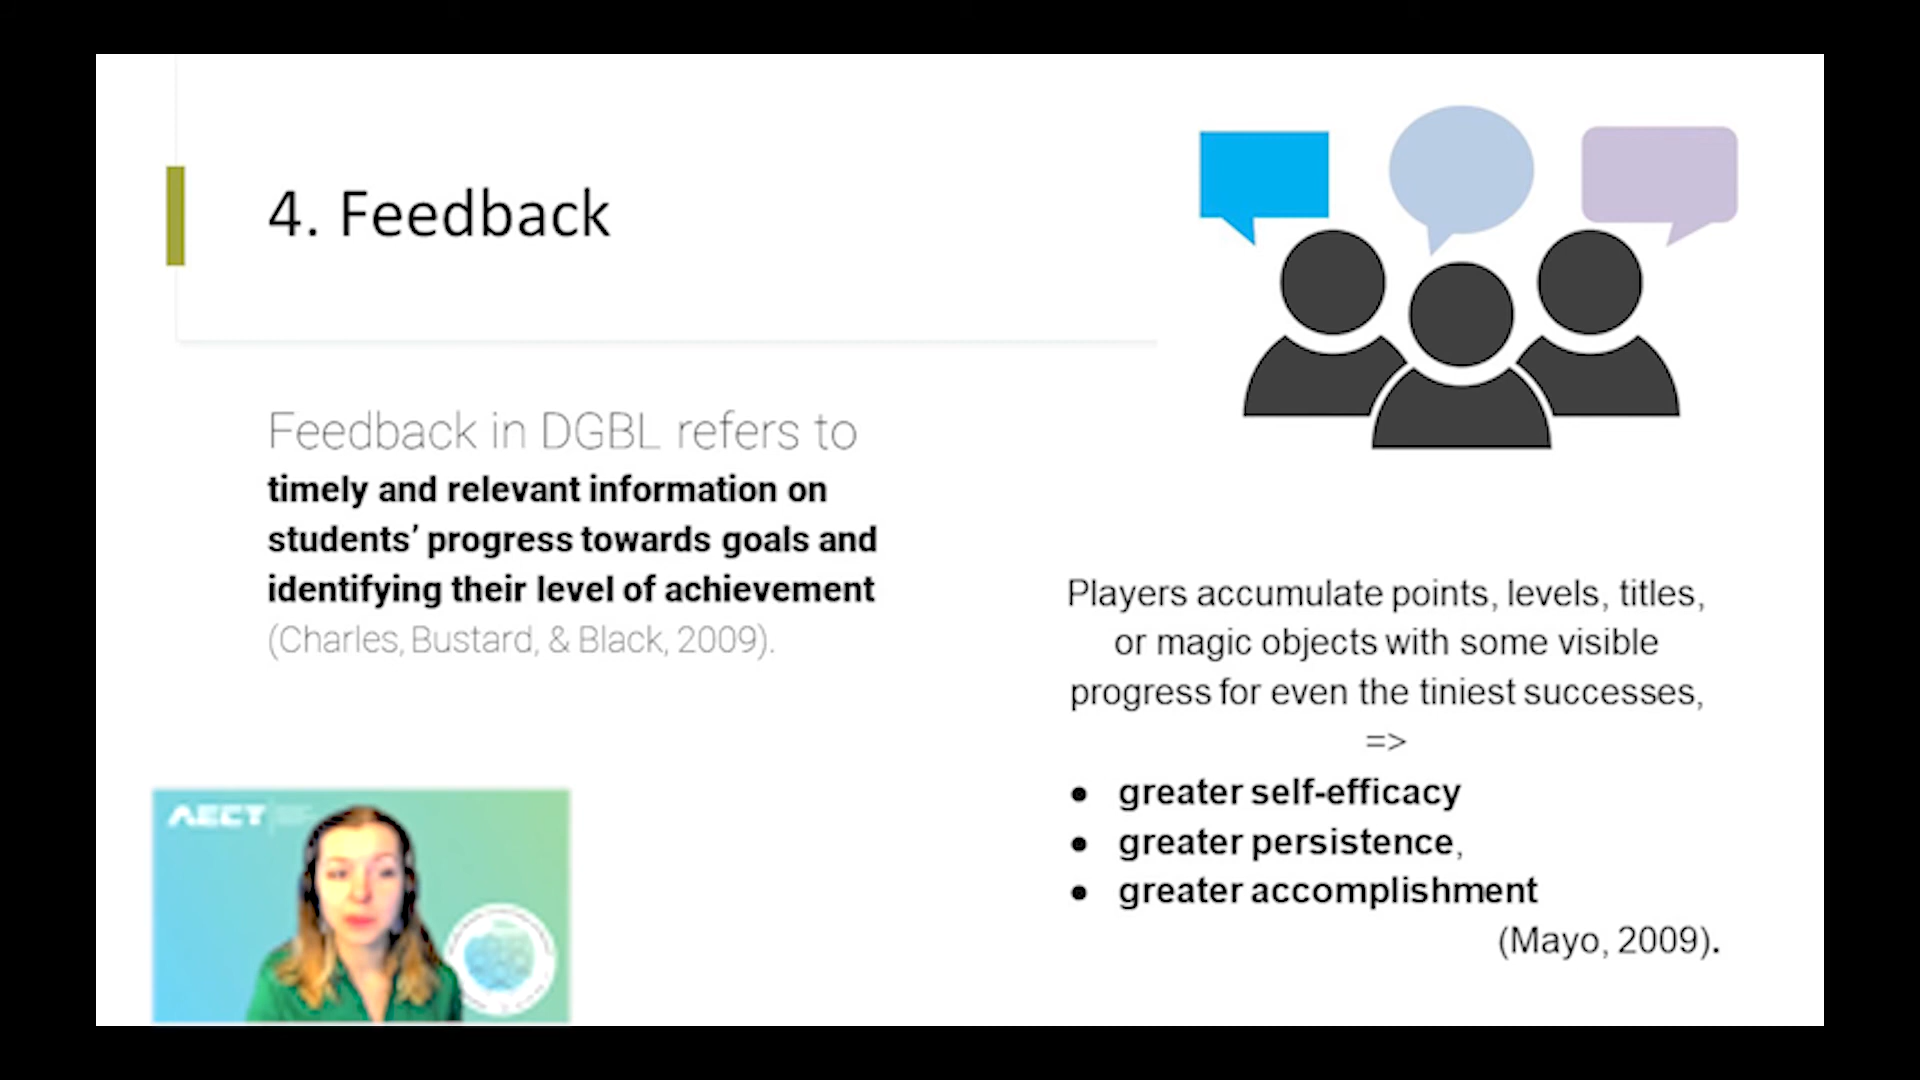 4. Feedback
Feedback in DGBL refers to
timely and relevant information on
students’ progress towards goals and
identifying their level of achievement
(Charles, Bustard, & Black, 2009).
Players accumulate points, levels, titles,
or magic objects with some visible
progress for even the tiniest successes,
=>
● greater self-efficacy
● greater persistence,
● greater accomplishment
(Mayo, 2009).
AECT